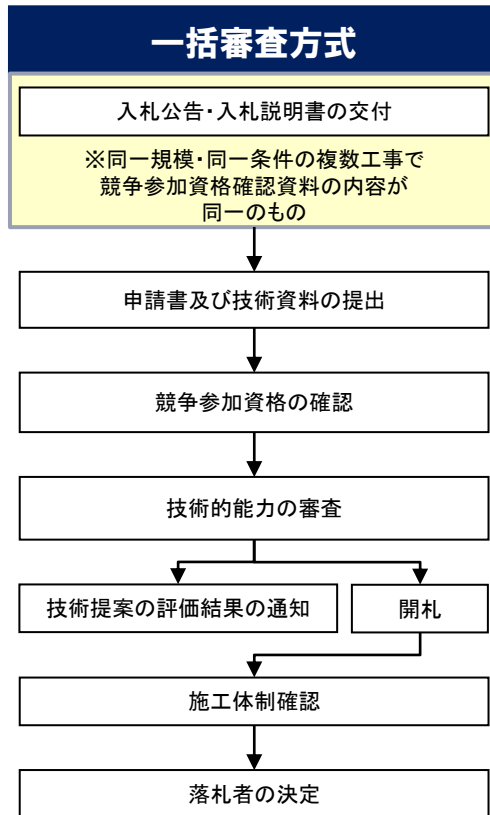 一括審査方式
入札公告・入札説明書の交付
※同一規模・同一条件の複数工事で
競争参加資格確認資料の内容が
同一のもの
申請書及び技術資料の提出
競争参加資格の確認
技術的能力の審査
技術提案の評価結果の通知
開札
施工体制確認
落札者の決定